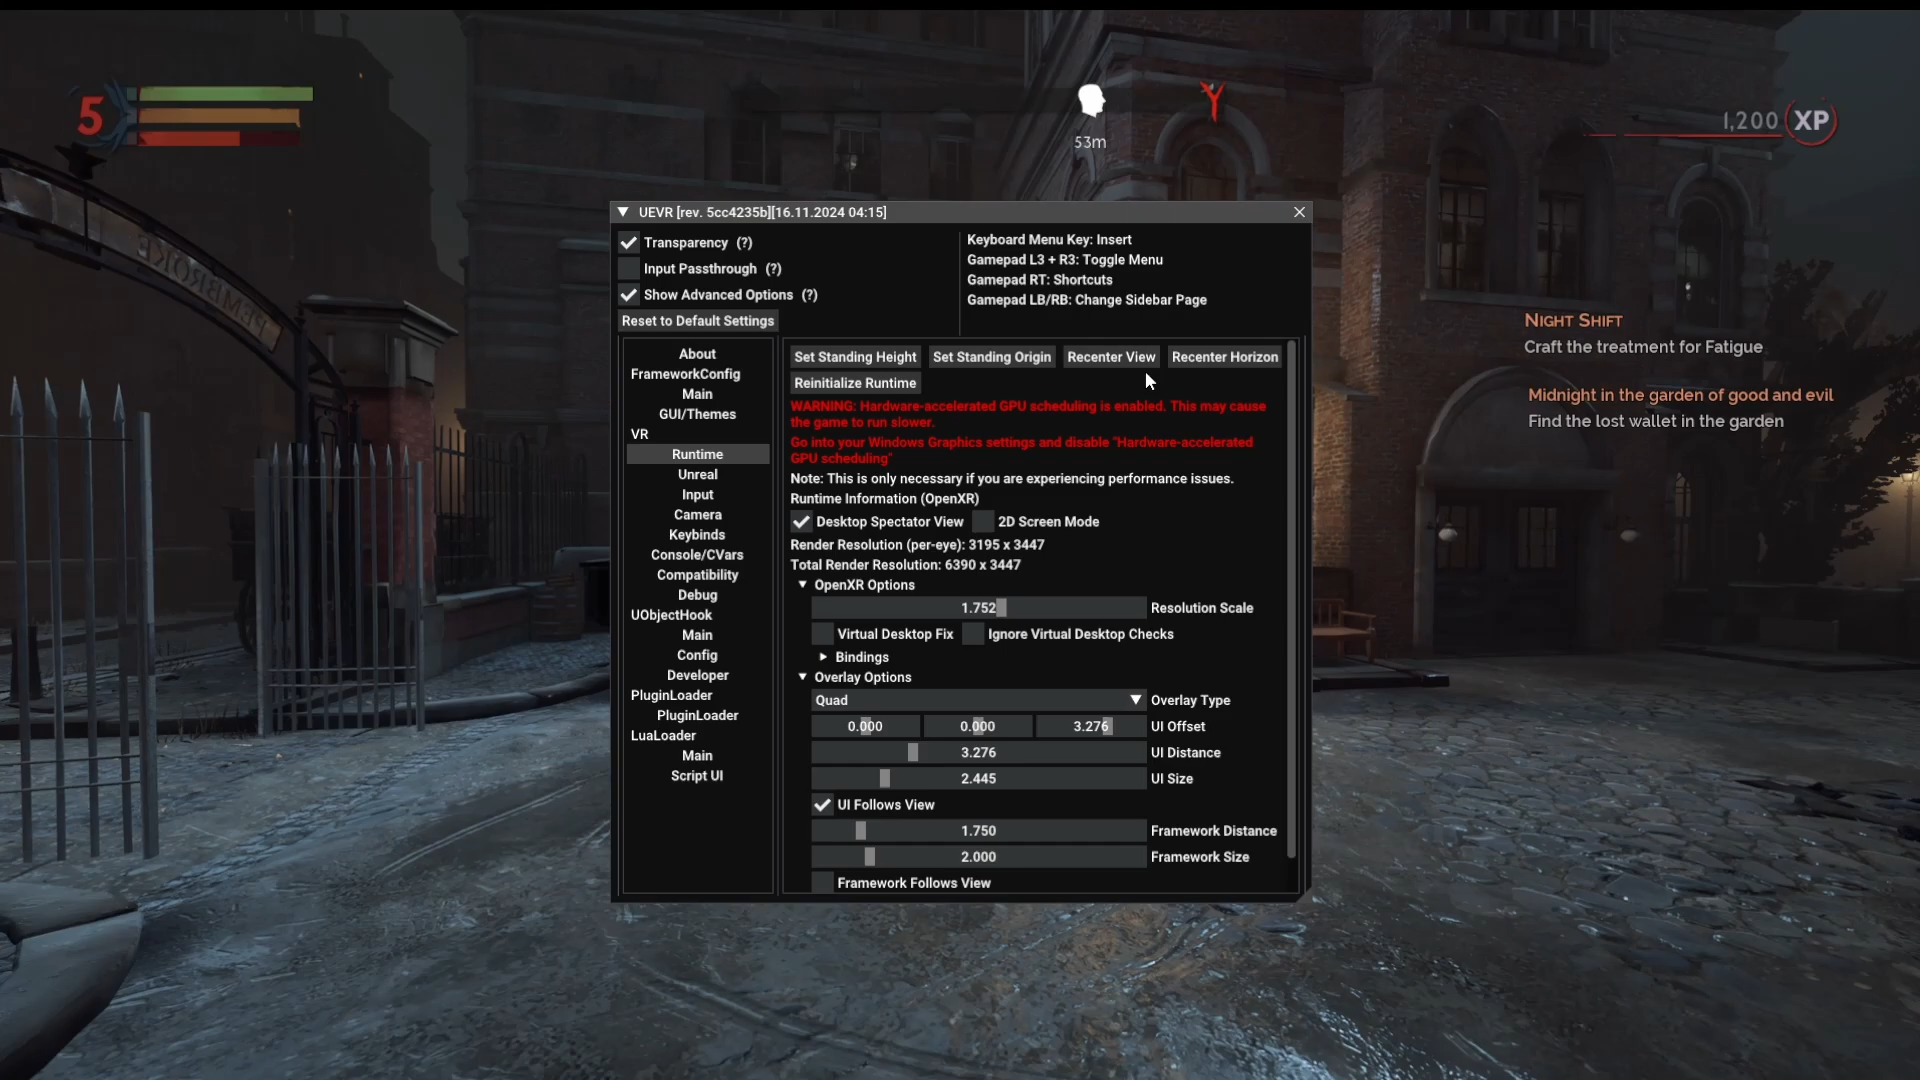 5
53m
1,200 XP
PEMBROKE
UEVR [rev. 5cc4235b][16.11.2024 04:15]
Transparency (?)
Input Passthrough (?)
Show Advanced Options (?)
Reset to Default Settings
Keyboard Menu Key: Insert
Gamepad L3 + R3: Toggle Menu
Gamepad RT: Shortcuts
Gamepad LB/RB: Change Sidebar Page
About
FrameworkConfig
Main
GUI/Themes
VR
Runtime
Unreal
Input
Camera
Keybinds
Console/CVars
Compatibility
Debug
UObjectHook
Main
Config
Developer
PluginLoader
PluginLoader
LuaLoader
Main
Script UI
Set Standing Height Set Standing Origin Recenter View Recenter Horizon
Reinitialize Runtime
WARNING: Hardware-accelerated GPU scheduling is enabled. This may cause
the game to run slower.
Go into your Windows Graphics settings and disable "Hardware-accelerated
GPU scheduling"
Note: This is only necessary if you are experiencing performance issues.
Runtime Information (OpenXR)
Desktop Spectator View 2D Screen Mode
Render Resolution (per-eye): 3195 x 3447
Total Render Resolution: 6390 x 3447
OpenXR Options
1.752 Resolution Scale
Virtual Desktop Fix Ignore Virtual Desktop Checks
Bindings
Overlay Options
Quad Overlay Type
0.000 0.000 3.276 UI Offset
3.276 UI Distance
2.445 UI Size
UI Follows View
1.750 Framework Distance
2.000 Framework Size
Framework Follows View
NIGHT SHIFT
Craft the treatment for Fatigue
Midnight in the garden of good and evil
Find the lost wallet in the garden